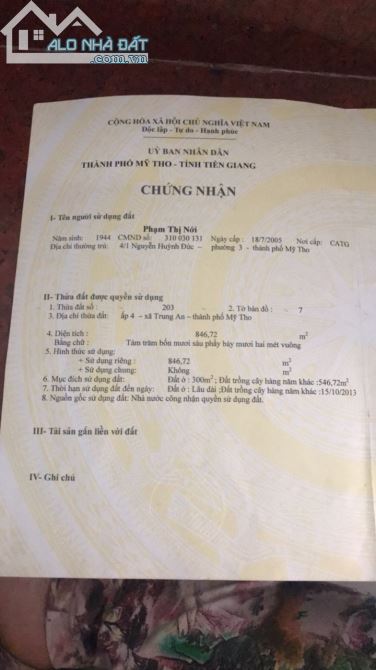 ALO NHÀ ĐẤT
.com.vn
CỘNG HÒA XÃ HỘI CHỦ NGHĨA VIỆT NAM
Độc lập - Tự do - Hạnh phúc
UỶ BAN NHÂN DÂN
THÀNH PHỐ MỸ THO - TỈNH TIỀN GIANG
CHỨNG NHẬN
I- Tên người sử dụng đất
Phạm Thị Nới
Năm sinh: 1944 CMND số: 310 030 131 Ngày cấp: 18/7/2005 Nơi cấp: CATG
Địa chỉ thường trú: 4/1 Nguyễn Huỳnh Đức – phường 3 - thành phố Mỹ Tho
II- Thửa đất được quyền sử dụng
1. Thửa đất số: 203 2. Tờ bản đồ: 7
3. Địa chỉ thửa đất: ấp 4 – xã Trung An – thành phố Mỹ Tho
4. Diện tích: 846,72 m²
Bằng chữ: Tám trăm bốn mươi sáu phẩy bảy mươi hai mét vuông
5. Hình thức sử dụng:
+ Sử dụng riêng: 846,72 m²
+ Sử dụng chung: Không m²
6. Mục đích sử dụng đất: Đất ở: 300m²; Đất trồng cây hàng năm khác:546,72m²
7. Thời hạn sử dụng đất đến ngày: Đất ở: Lâu dài;Đất trồng cây hàng năm khác:15/10/2013
8. Nguồn gốc sử dụng đất: Nhà nước công nhận quyền sử dụng đất.
III- Tài sản gắn liền với đất
IV- Ghi chú